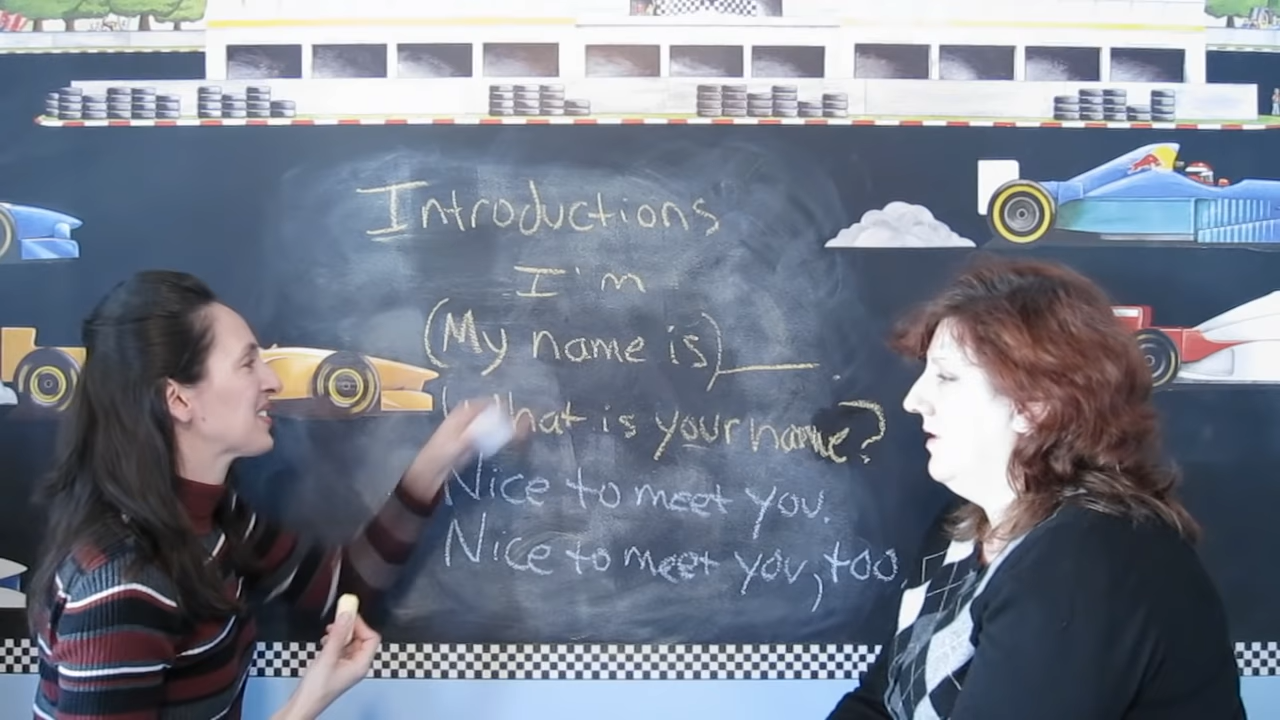 Introductions
I'm
(My name is)____.
What is your name?
Nice to meet you.
Nice to meet you, too